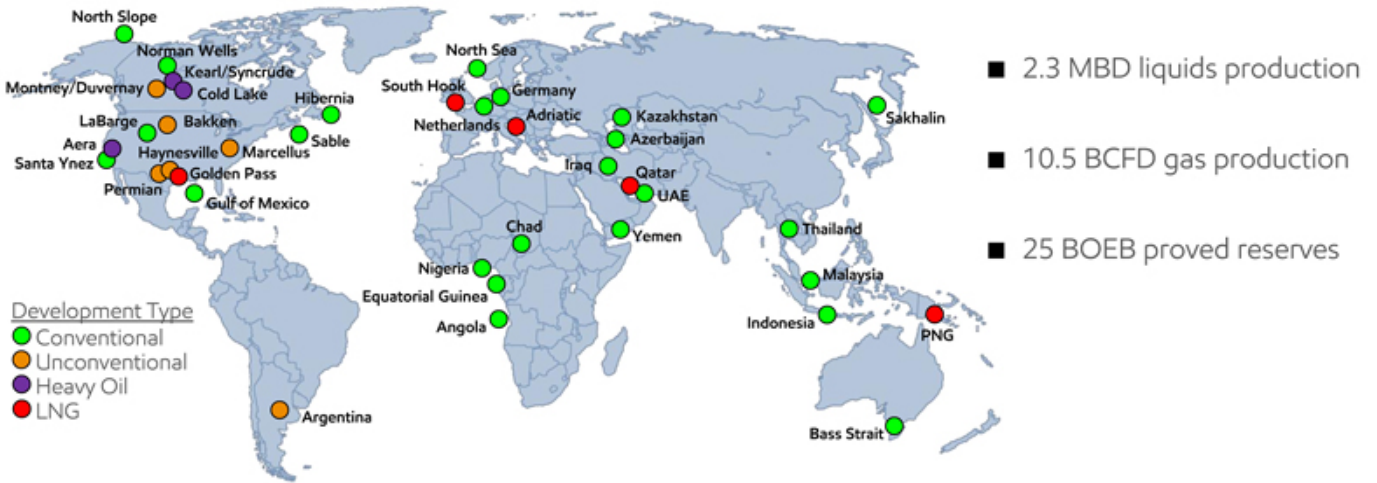 North Slope
Norman Wells
Kearl/Syncrude
Montney/Duvernay
Cold Lake
Hibernia
LaBarge
Bakken
Sable
Aera
Haynesville
Marcellus
Santa Ynez
Golden Pass
Permian
Gulf of Mexico
North Sea
South Hook
Germany
Netherlands
Adriatic
Kazakhstan
Azerbaijan
Iraq
Qatar
UAE
Yemen
Chad
Nigeria
Equatorial Guinea
Angola
Sakhalin
Thailand
Malaysia
Indonesia
PNG
Bass Strait
Argentina
Development Type
Conventional
Unconventional
Heavy Oil
LNG
■ 2.3 MBD liquids production
■ 10.5 BCFD gas production
■ 25 BOEB proved reserves